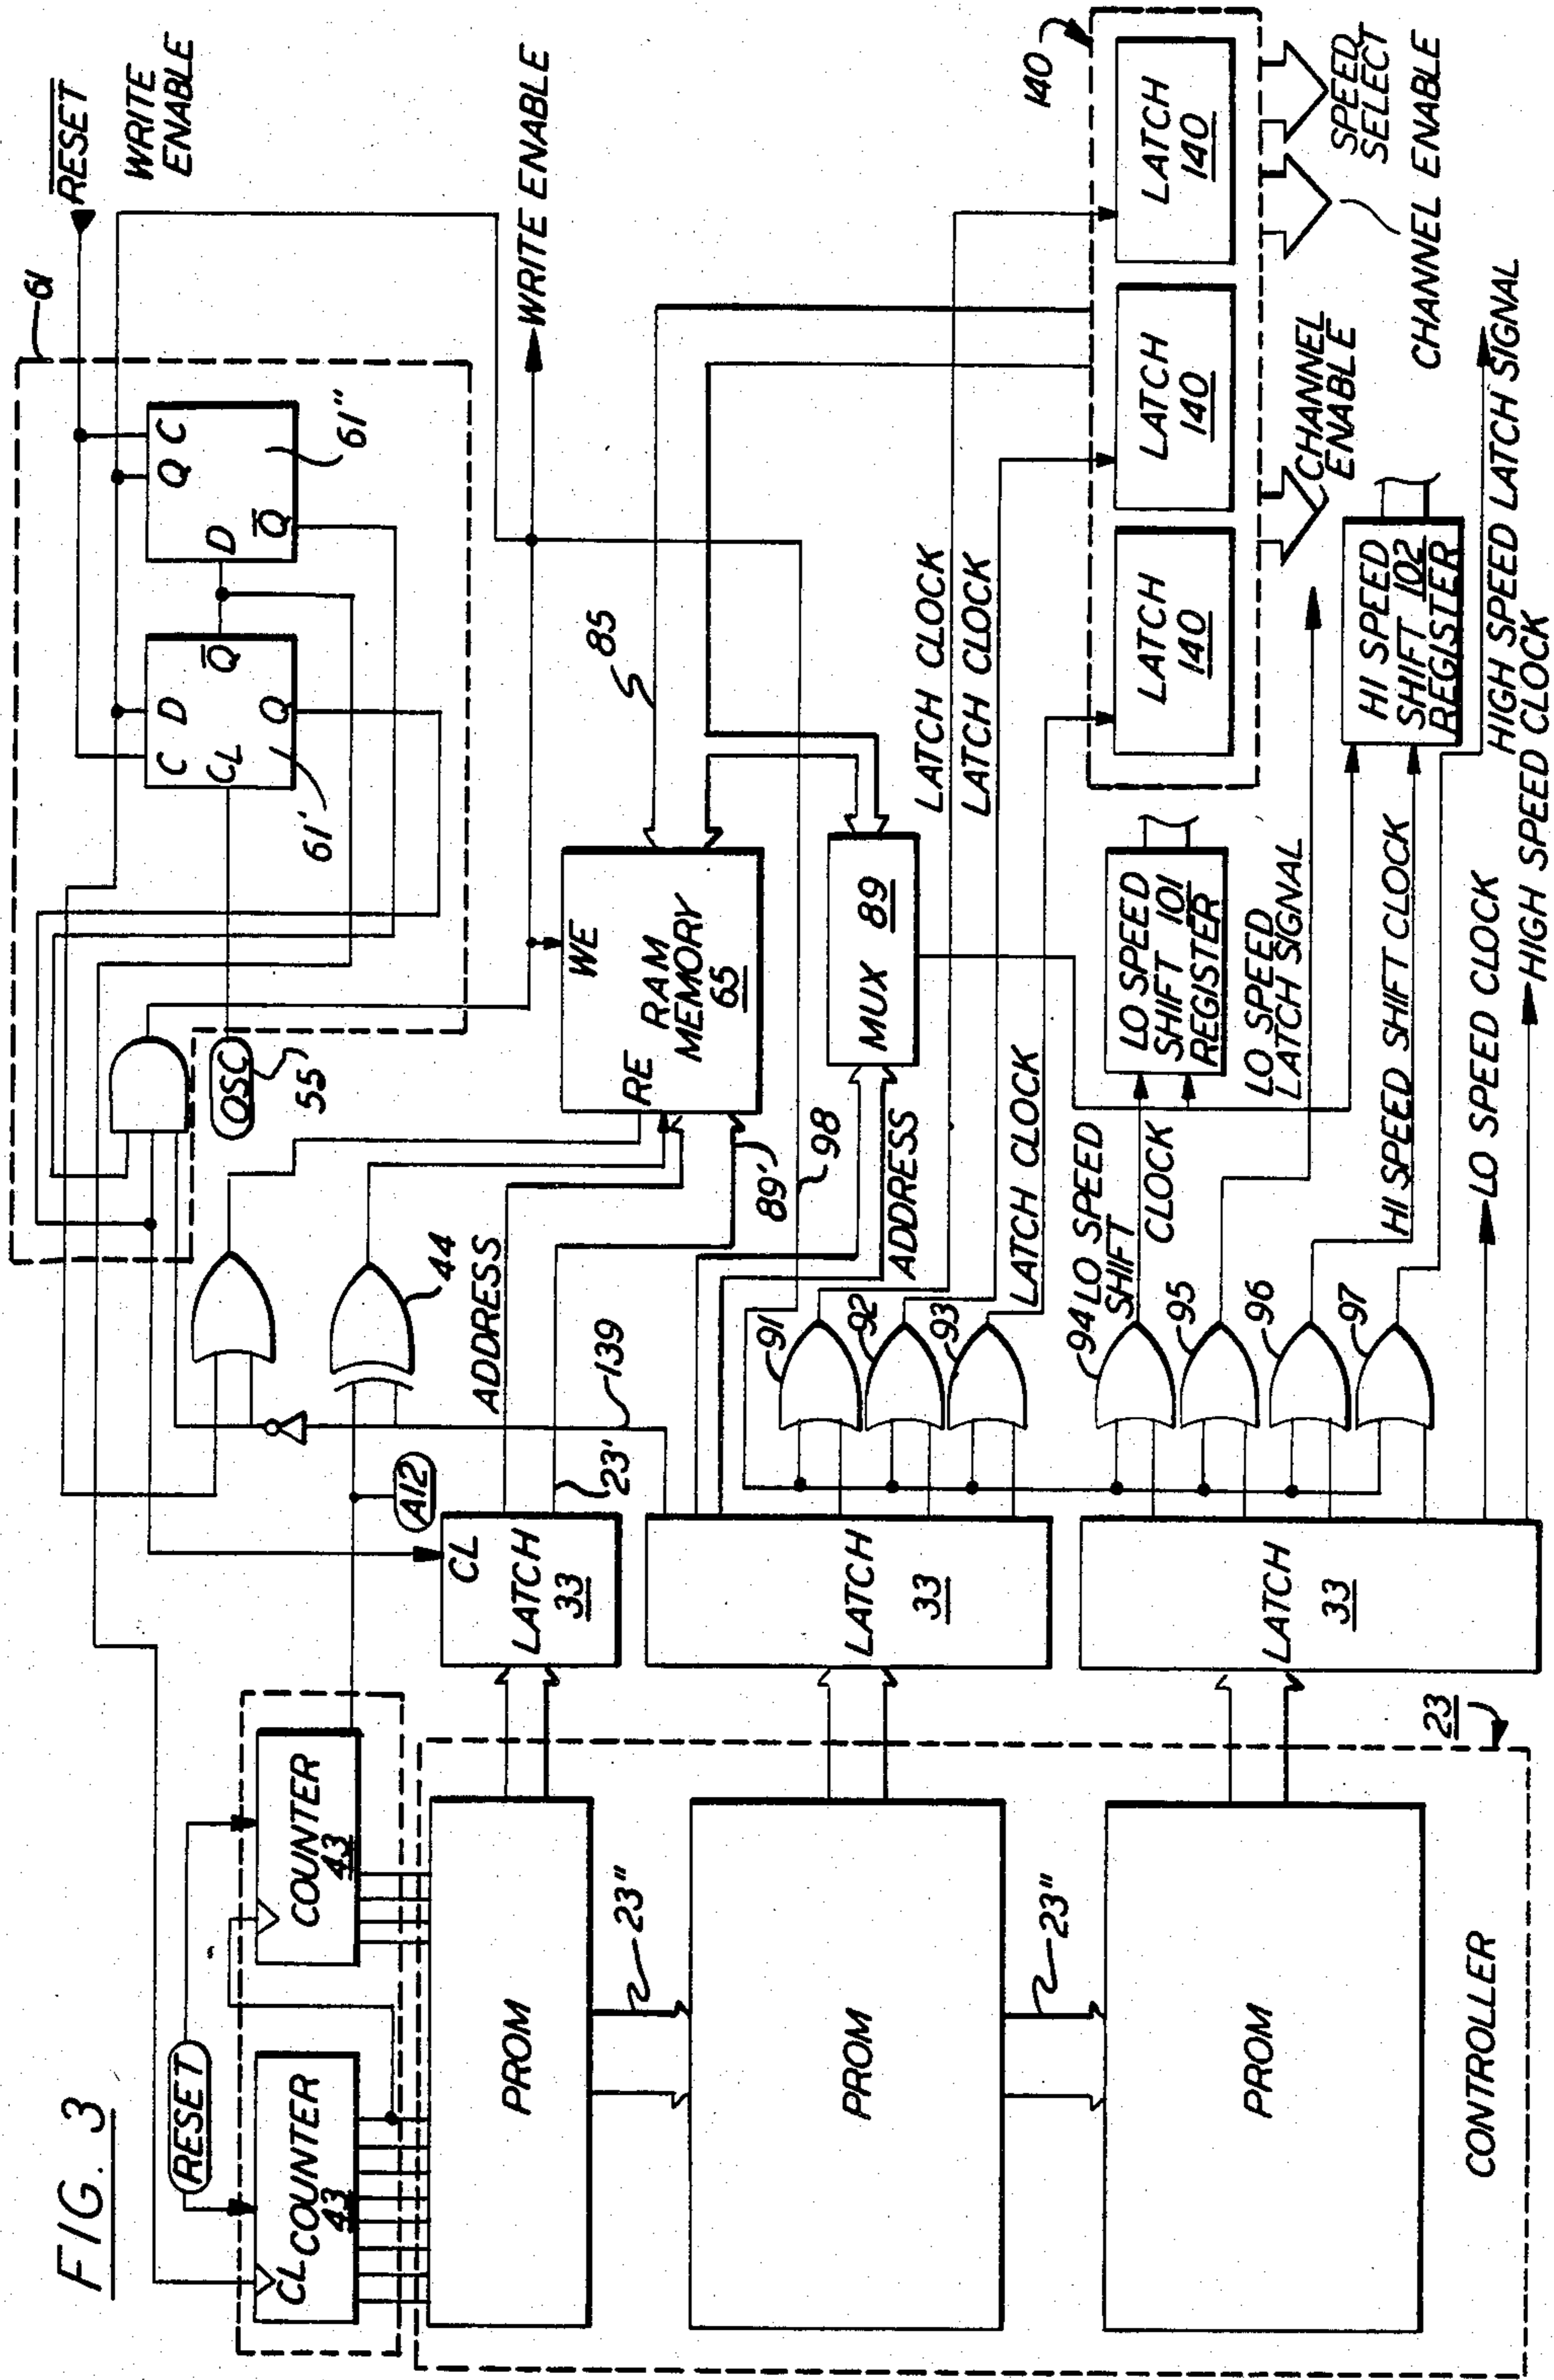 FIG. 3
RESET
CL COUNTER
43
COUNTER
43
PROM
23"
PROM
23"
PROM
CONTROLLER
23
CL
LATCH
33
LATCH
33
LATCH
33
A12
23'
139
ADDRESS
44
OSC
55
61
61'
C
D
CL
Q
Q̅
61"
Q
C
D
Q̅
R̅E̅S̅E̅T̅
WRITE
ENABLE
WRITE ENABLE
WE
RE
RAM
MEMORY
65
85
89'
98
MUX 89
ADDRESS
91
92
93
LATCH CLOCK
LATCH CLOCK
LATCH CLOCK
94
LO SPEED
SHIFT
CLOCK
95
96
97
LO SPEED
SHIFT 101
REGISTER
LO SPEED
LATCH SIGNAL
HI SPEED SHIFT CLOCK
HI SPEED
SHIFT 102
REGISTER
LO SPEED CLOCK
HIGH SPEED CLOCK
HIGH SPEED LATCH SIGNAL
140
LATCH
140
LATCH
140
LATCH
140
CHANNEL
ENABLE
CHANNEL ENABLE
SPEED
SELECT